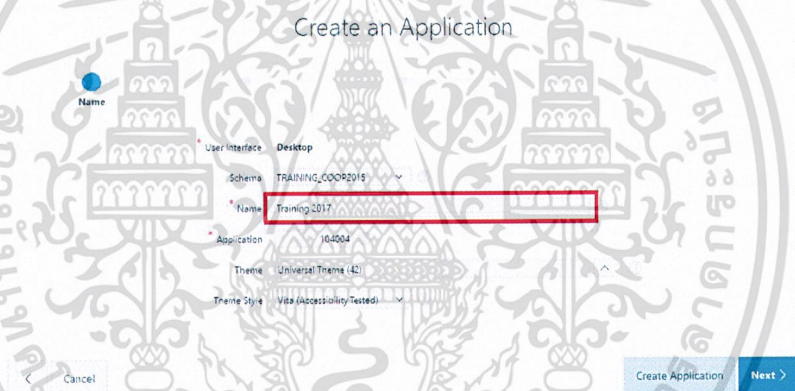 Create an Application
Name
* User Interface Desktop
Schema TRAINING_COOP2015
* Name Training 2017
* Application 104004
Theme Universal Theme (42)
Theme Style Vita (Accessibility Tested)
< Cancel
Create Application Next >